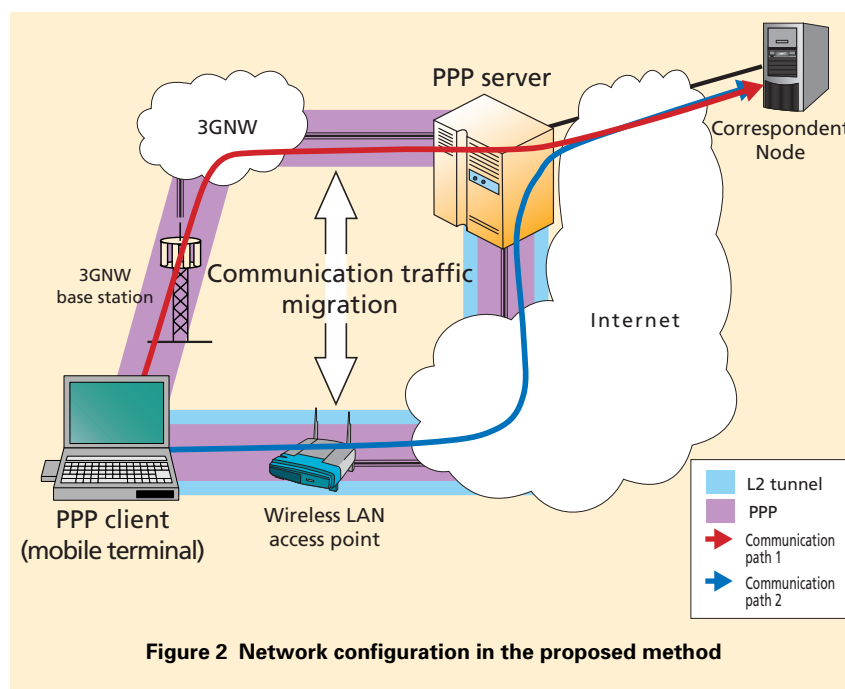 PPP server
3GNW
Correspondent
Node
3GNW
base station
Communication traffic
migration
Internet
PPP client
(mobile terminal)
Wireless LAN
access point
L2 tunnel
PPP
Communication
path 1
Communication
path 2
Figure 2 Network configuration in the proposed method